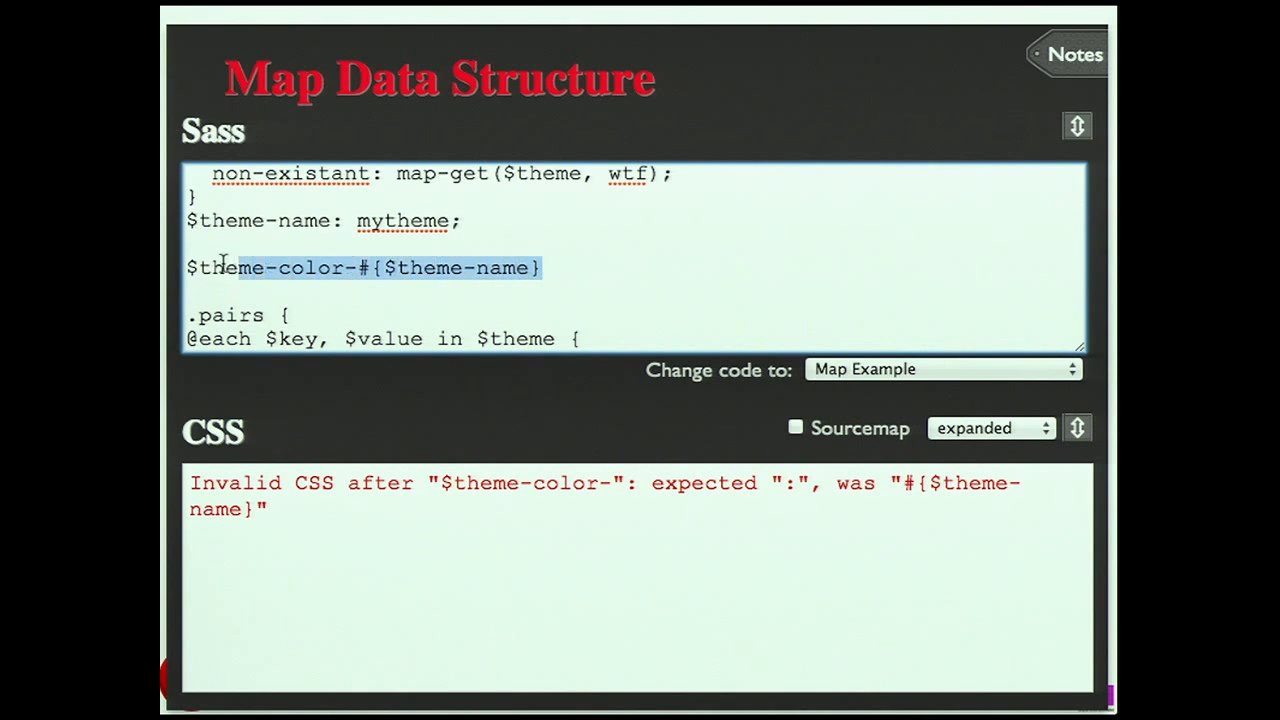 Notes
Map Data Structure
Sass
non-existant: map-get($theme, wtf);
}
$theme-name: mytheme;
$theme-color-#{$theme-name}
.pairs {
@each $key, $value in $theme {
Change code to: Map Example
CSS
Sourcemap expanded
Invalid CSS after "$theme-color-": expected ":", was "#{$theme-
name}"